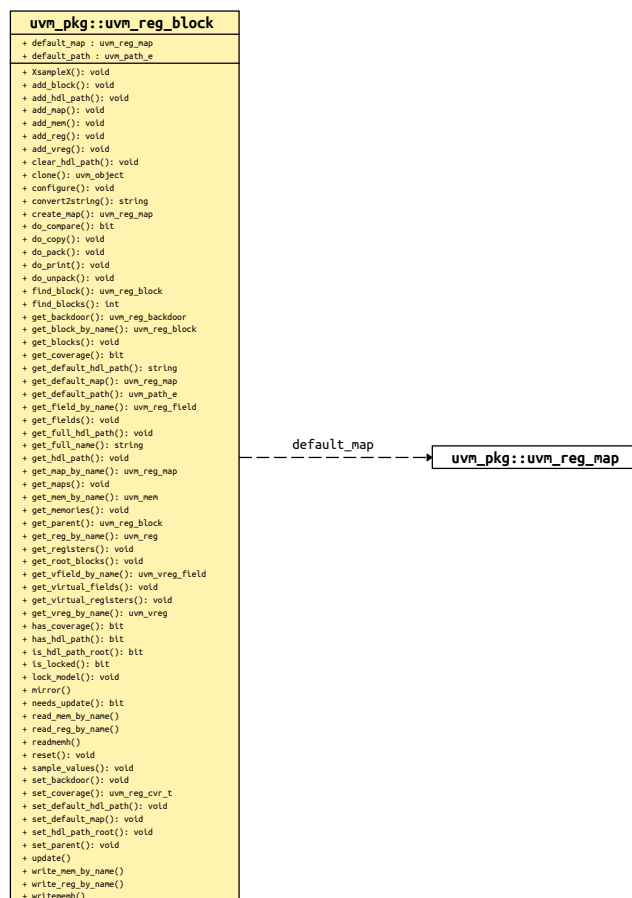 uvm_pkg::uvm_reg_block
+ default_map : uvm_reg_map
+ default_path : uvm_path_e
+ XsampleX(): void
+ add_block(): void
+ add_hdl_path(): void
+ add_map(): void
+ add_mem(): void
+ add_reg(): void
+ add_vreg(): void
+ clear_hdl_path(): void
+ clone(): uvm_object
+ configure(): void
+ convert2string(): string
+ create_map(): uvm_reg_map
+ do_compare(): bit
+ do_copy(): void
+ do_pack(): void
+ do_print(): void
+ do_unpack(): void
+ find_block(): uvm_reg_block
+ find_blocks(): int
+ get_backdoor(): uvm_reg_backdoor
+ get_block_by_name(): uvm_reg_block
+ get_blocks(): void
+ get_coverage(): bit
+ get_default_hdl_path(): string
+ get_default_map(): uvm_reg_map
+ get_default_path(): uvm_path_e
+ get_field_by_name(): uvm_reg_field
+ get_fields(): void
+ get_full_hdl_path(): void
+ get_full_name(): string
+ get_hdl_path(): void
+ get_map_by_name(): uvm_reg_map
+ get_maps(): void
+ get_mem_by_name(): uvm_mem
+ get_memories(): void
+ get_parent(): uvm_reg_block
+ get_reg_by_name(): uvm_reg
+ get_registers(): void
+ get_root_blocks(): void
+ get_vfield_by_name(): uvm_vreg_field
+ get_virtual_fields(): void
+ get_virtual_registers(): void
+ get_vreg_by_name(): uvm_vreg
+ has_coverage(): bit
+ has_hdl_path(): bit
+ is_hdl_path_root(): bit
+ is_locked(): bit
+ lock_model(): void
+ mirror()
+ needs_update(): bit
+ read_mem_by_name()
+ read_reg_by_name()
+ readmemh()
+ reset(): void
+ sample_values(): void
+ set_backdoor(): void
+ set_coverage(): uvm_reg_cvr_t
+ set_default_hdl_path(): void
+ set_default_map(): void
+ set_hdl_path_root(): void
+ set_parent(): void
+ update()
+ write_mem_by_name()
+ write_reg_by_name()
+ writememh()
default_map
uvm_pkg::uvm_reg_map